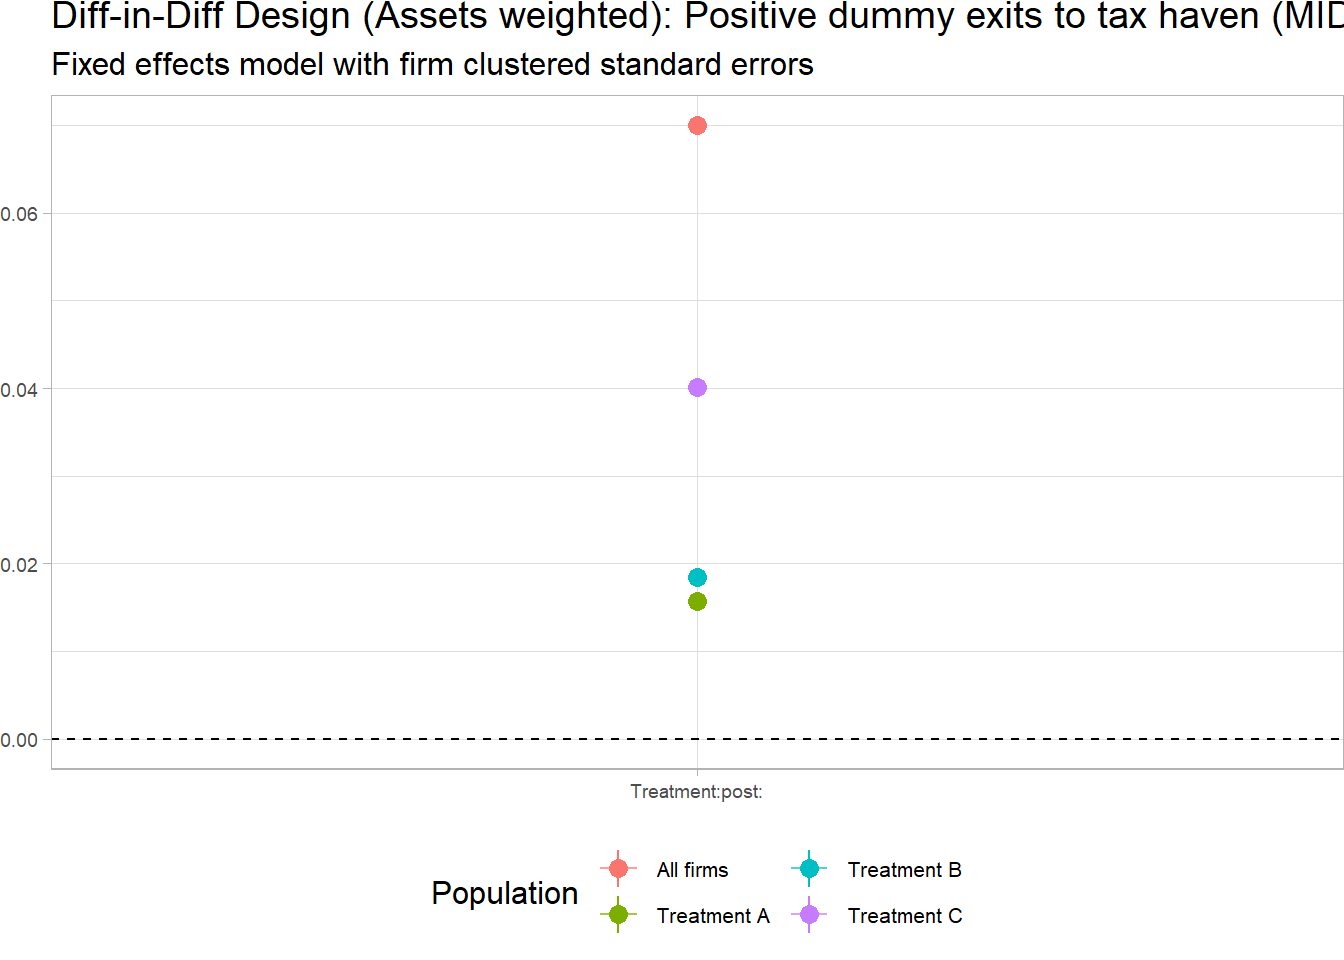 Diff-in-Diff Design (Assets weighted): Positive dummy exits to tax haven (MID
Fixed effects model with firm clustered standard errors
0.06
0.04
0.02
0.00
Treatment:post:
Population
All firms
Treatment B
Treatment A
Treatment C